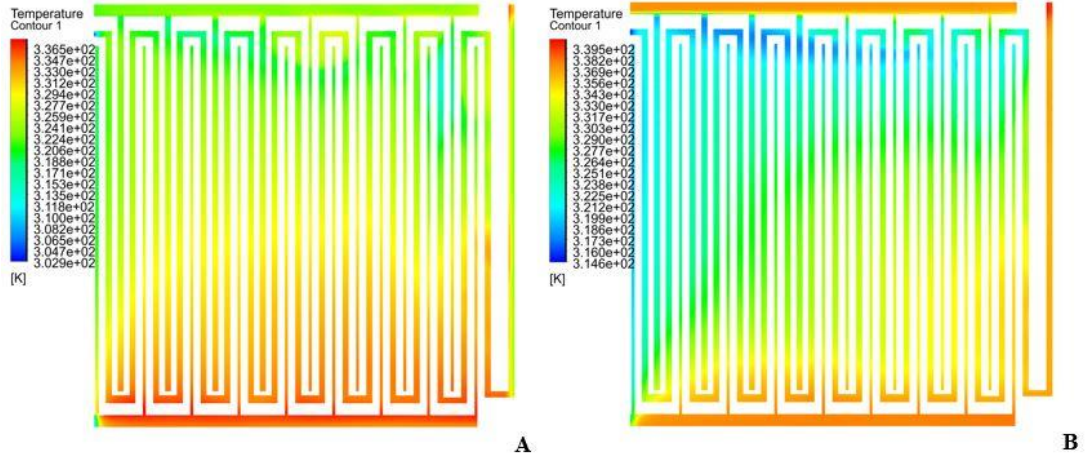 Temperature
Contour 1
3.365e+02
3.347e+02
3.330e+02
3.312e+02
3.294e+02
3.277e+02
3.259e+02
3.241e+02
3.224e+02
3.206e+02
3.188e+02
3.171e+02
3.153e+02
3.135e+02
3.118e+02
3.100e+02
3.082e+02
3.065e+02
3.047e+02
3.029e+02
[K]
A
Temperature
Contour 1
3.395e+02
3.382e+02
3.369e+02
3.356e+02
3.343e+02
3.330e+02
3.317e+02
3.303e+02
3.290e+02
3.277e+02
3.264e+02
3.251e+02
3.238e+02
3.225e+02
3.212e+02
3.199e+02
3.186e+02
3.173e+02
3.160e+02
3.146e+02
[K]
B